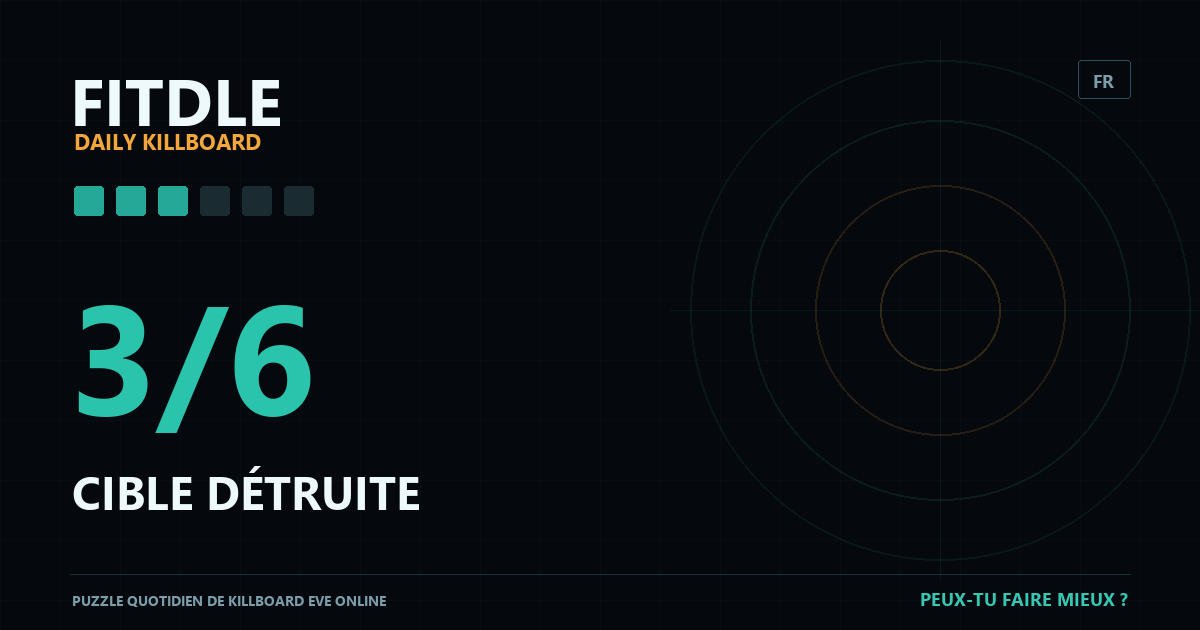 FITDLE
FR
DAILY KILLBOARD
3/6
CIBLE DÉTRUITE
PUZZLE QUOTIDIEN DE KILLBOARD EVE ONLINE
PEUX-TU FAIRE MIEUX ?